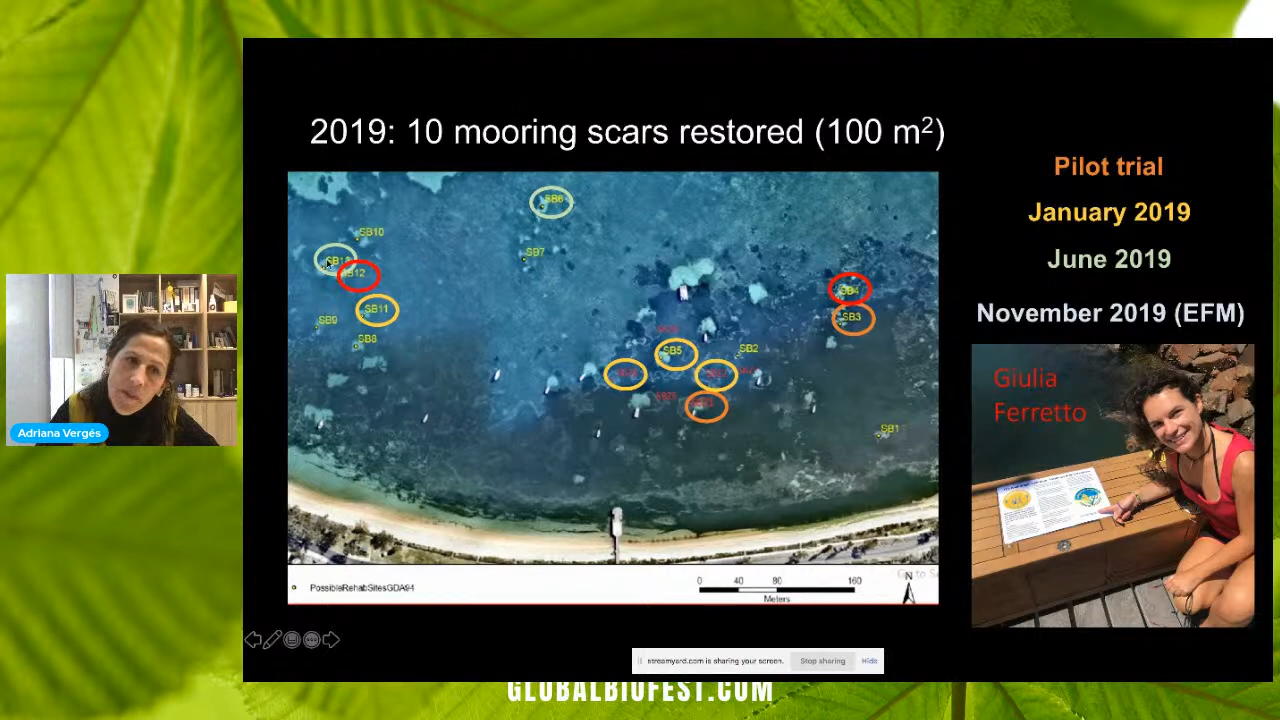 2019: 10 mooring scars restored (100 m²)
Pilot trial
January 2019
June 2019
November 2019 (EFM)
Giulia
Ferretto
SB6
SB10
SB7
SB12
SB11
SB9
SB8
SB4
SB3
SB5
SB2
SB1
PossibleRehabSitesGDA94
0 40 80 160
Meters
N
Adriana Vergés
streamyard.com is sharing your screen.
Stop sharing
Hide
GLOBALBIOFEST.COM